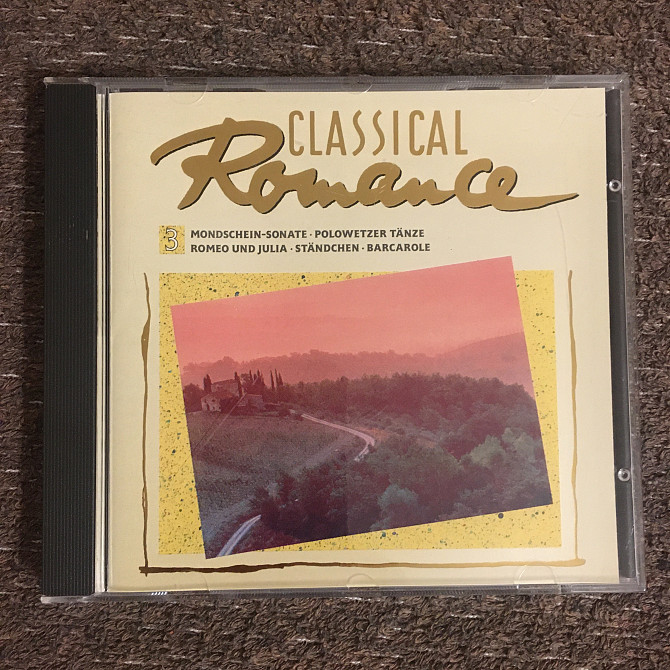 CLASSICAL
Romance
3 MONDSCHEIN-SONATE · POLOWETZER TÄNZE
ROMEO UND JULIA · STÄNDCHEN · BARCAROLE